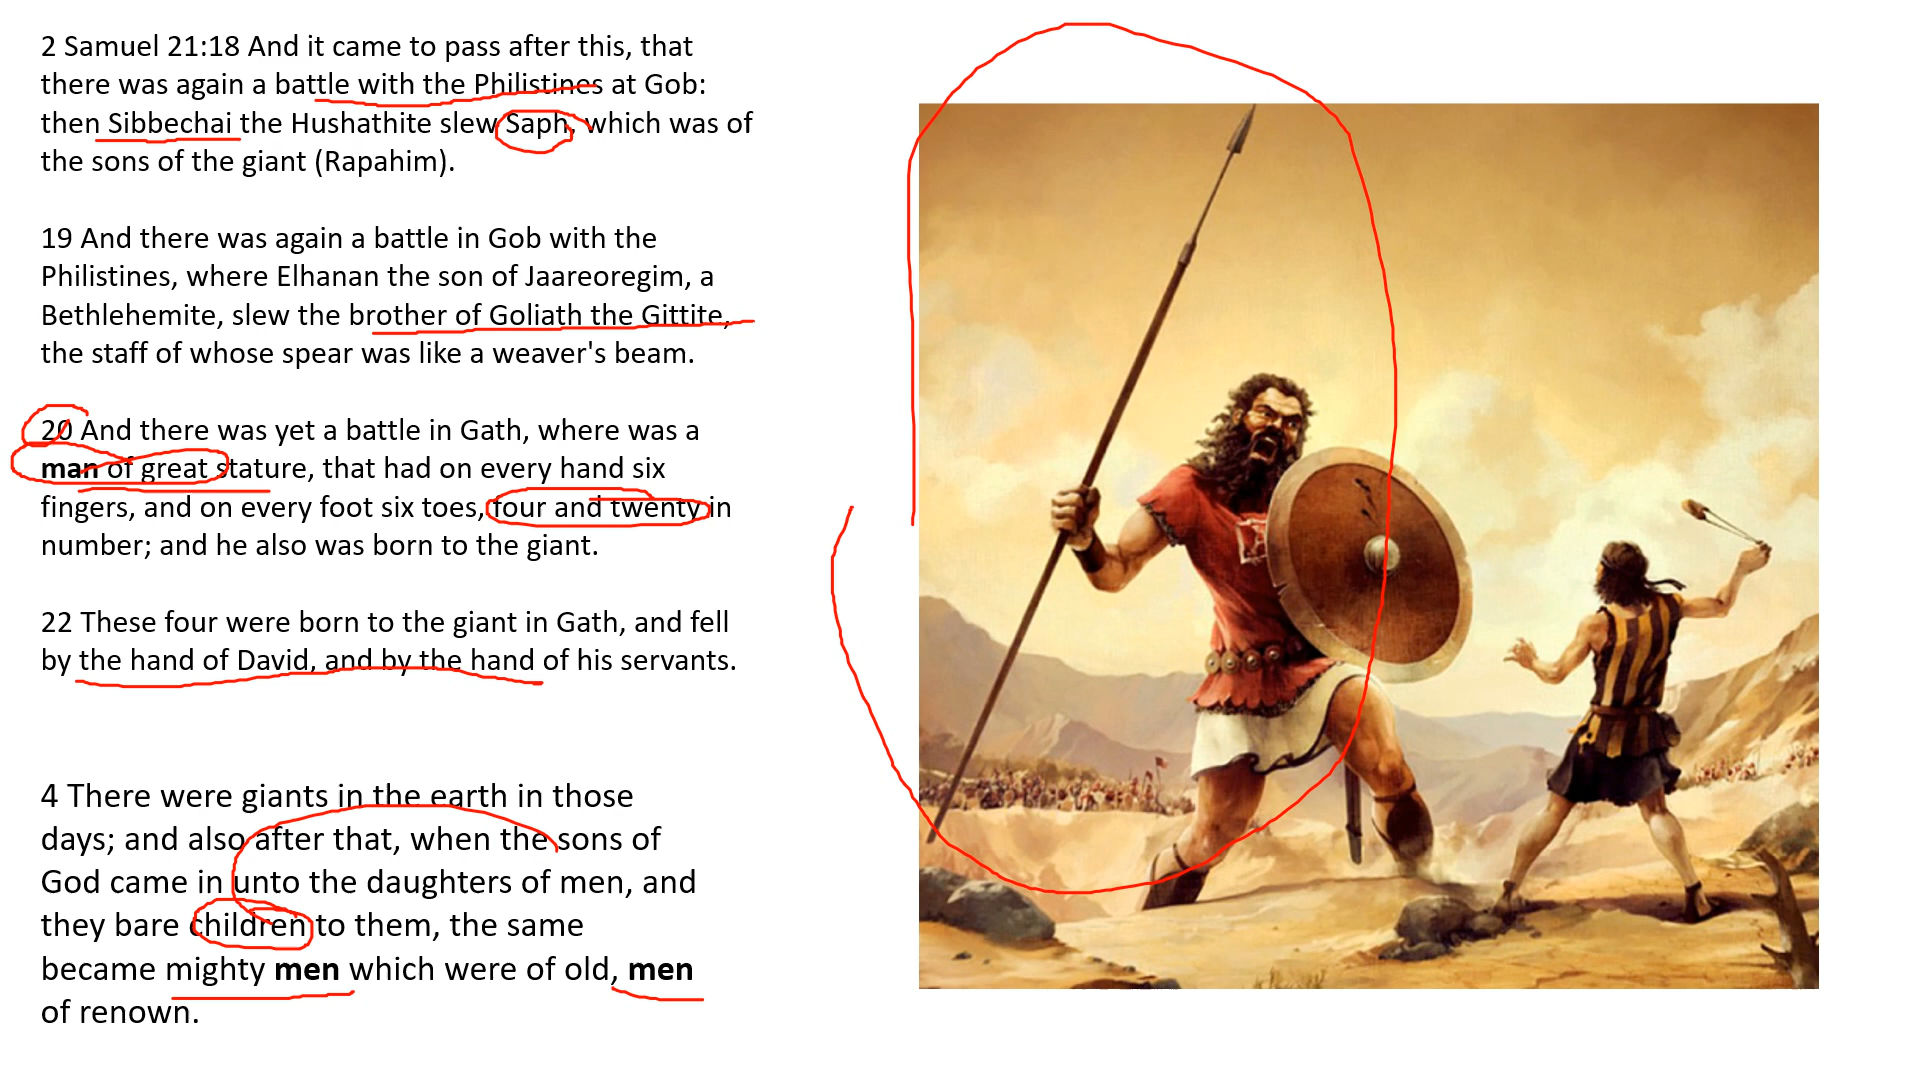 2 Samuel 21:18 And it came to pass after this, that
there was again a battle with the Philistines at Gob:
then Sibbechai the Hushathite slew Saph, which was of
the sons of the giant (Rapahim).
19 And there was again a battle in Gob with the
Philistines, where Elhanan the son of Jaareoregim, a
Bethlehemite, slew the brother of Goliath the Gittite,
the staff of whose spear was like a weaver's beam.
20 And there was yet a battle in Gath, where was a
man of great stature, that had on every hand six
fingers, and on every foot six toes, four and twenty in
number; and he also was born to the giant.
22 These four were born to the giant in Gath, and fell
by the hand of David, and by the hand of his servants.
4 There were giants in the earth in those
days; and also after that, when the sons of
God came in unto the daughters of men, and
they bare children to them, the same
became mighty men which were of old, men
of renown.